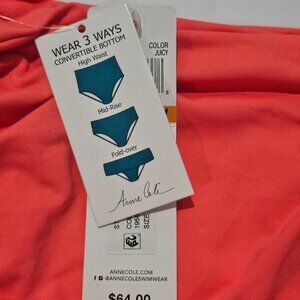 WEAR 3 WAYS
CONVERTIBLE BOTTOM
High Waist
Mid-Rise
Fold-over
Anne Cole
COLOR
JUICY
8
ANNECOLE.COM
@ANNECOLESWIMWEAR
$64.00